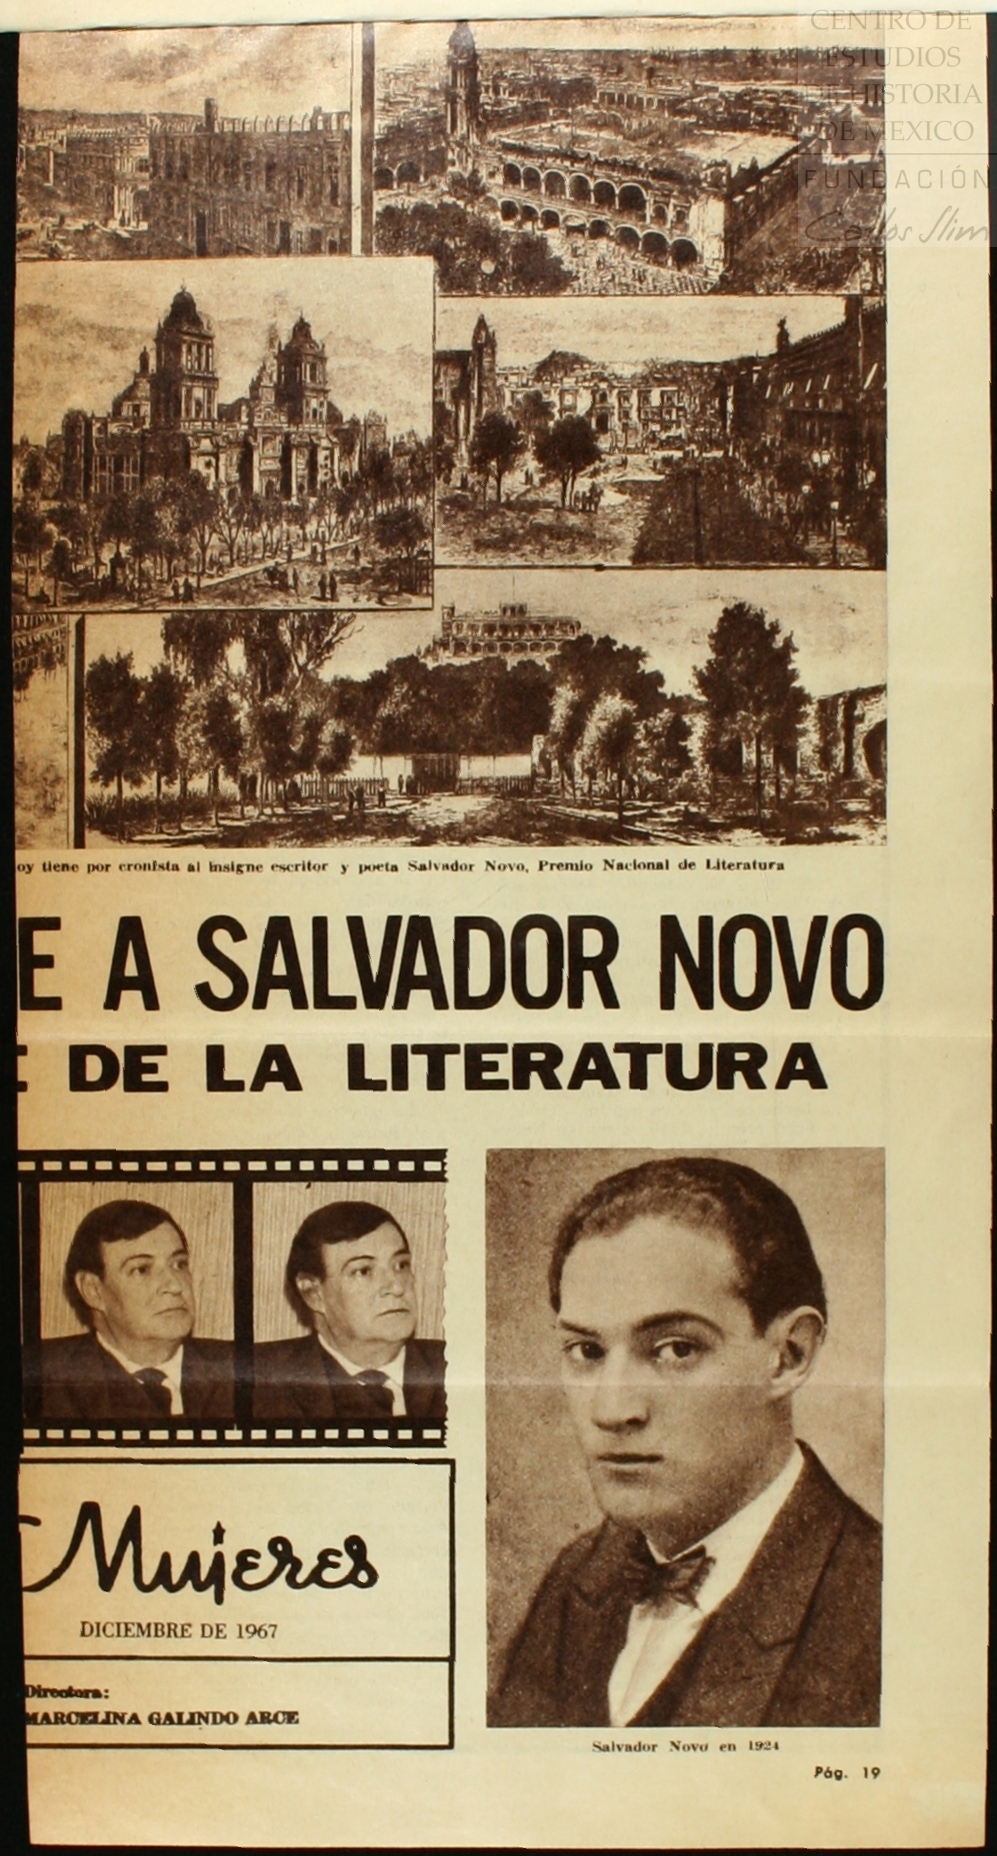 CENTRO DE
ESTUDIOS
DE HISTORIA
DE MEXICO
FUNDACIÓN
Carlos Slim
oy tiene por cronista al insigne escritor y poeta Salvador Novo, Premio Nacional de Literatura
E A SALVADOR NOVO
E DE LA LITERATURA
Mujeres
DICIEMBRE DE 1967
Directora:
MARCELINA GALINDO ARCE
Salvador Novo en 1924
Pág. 19